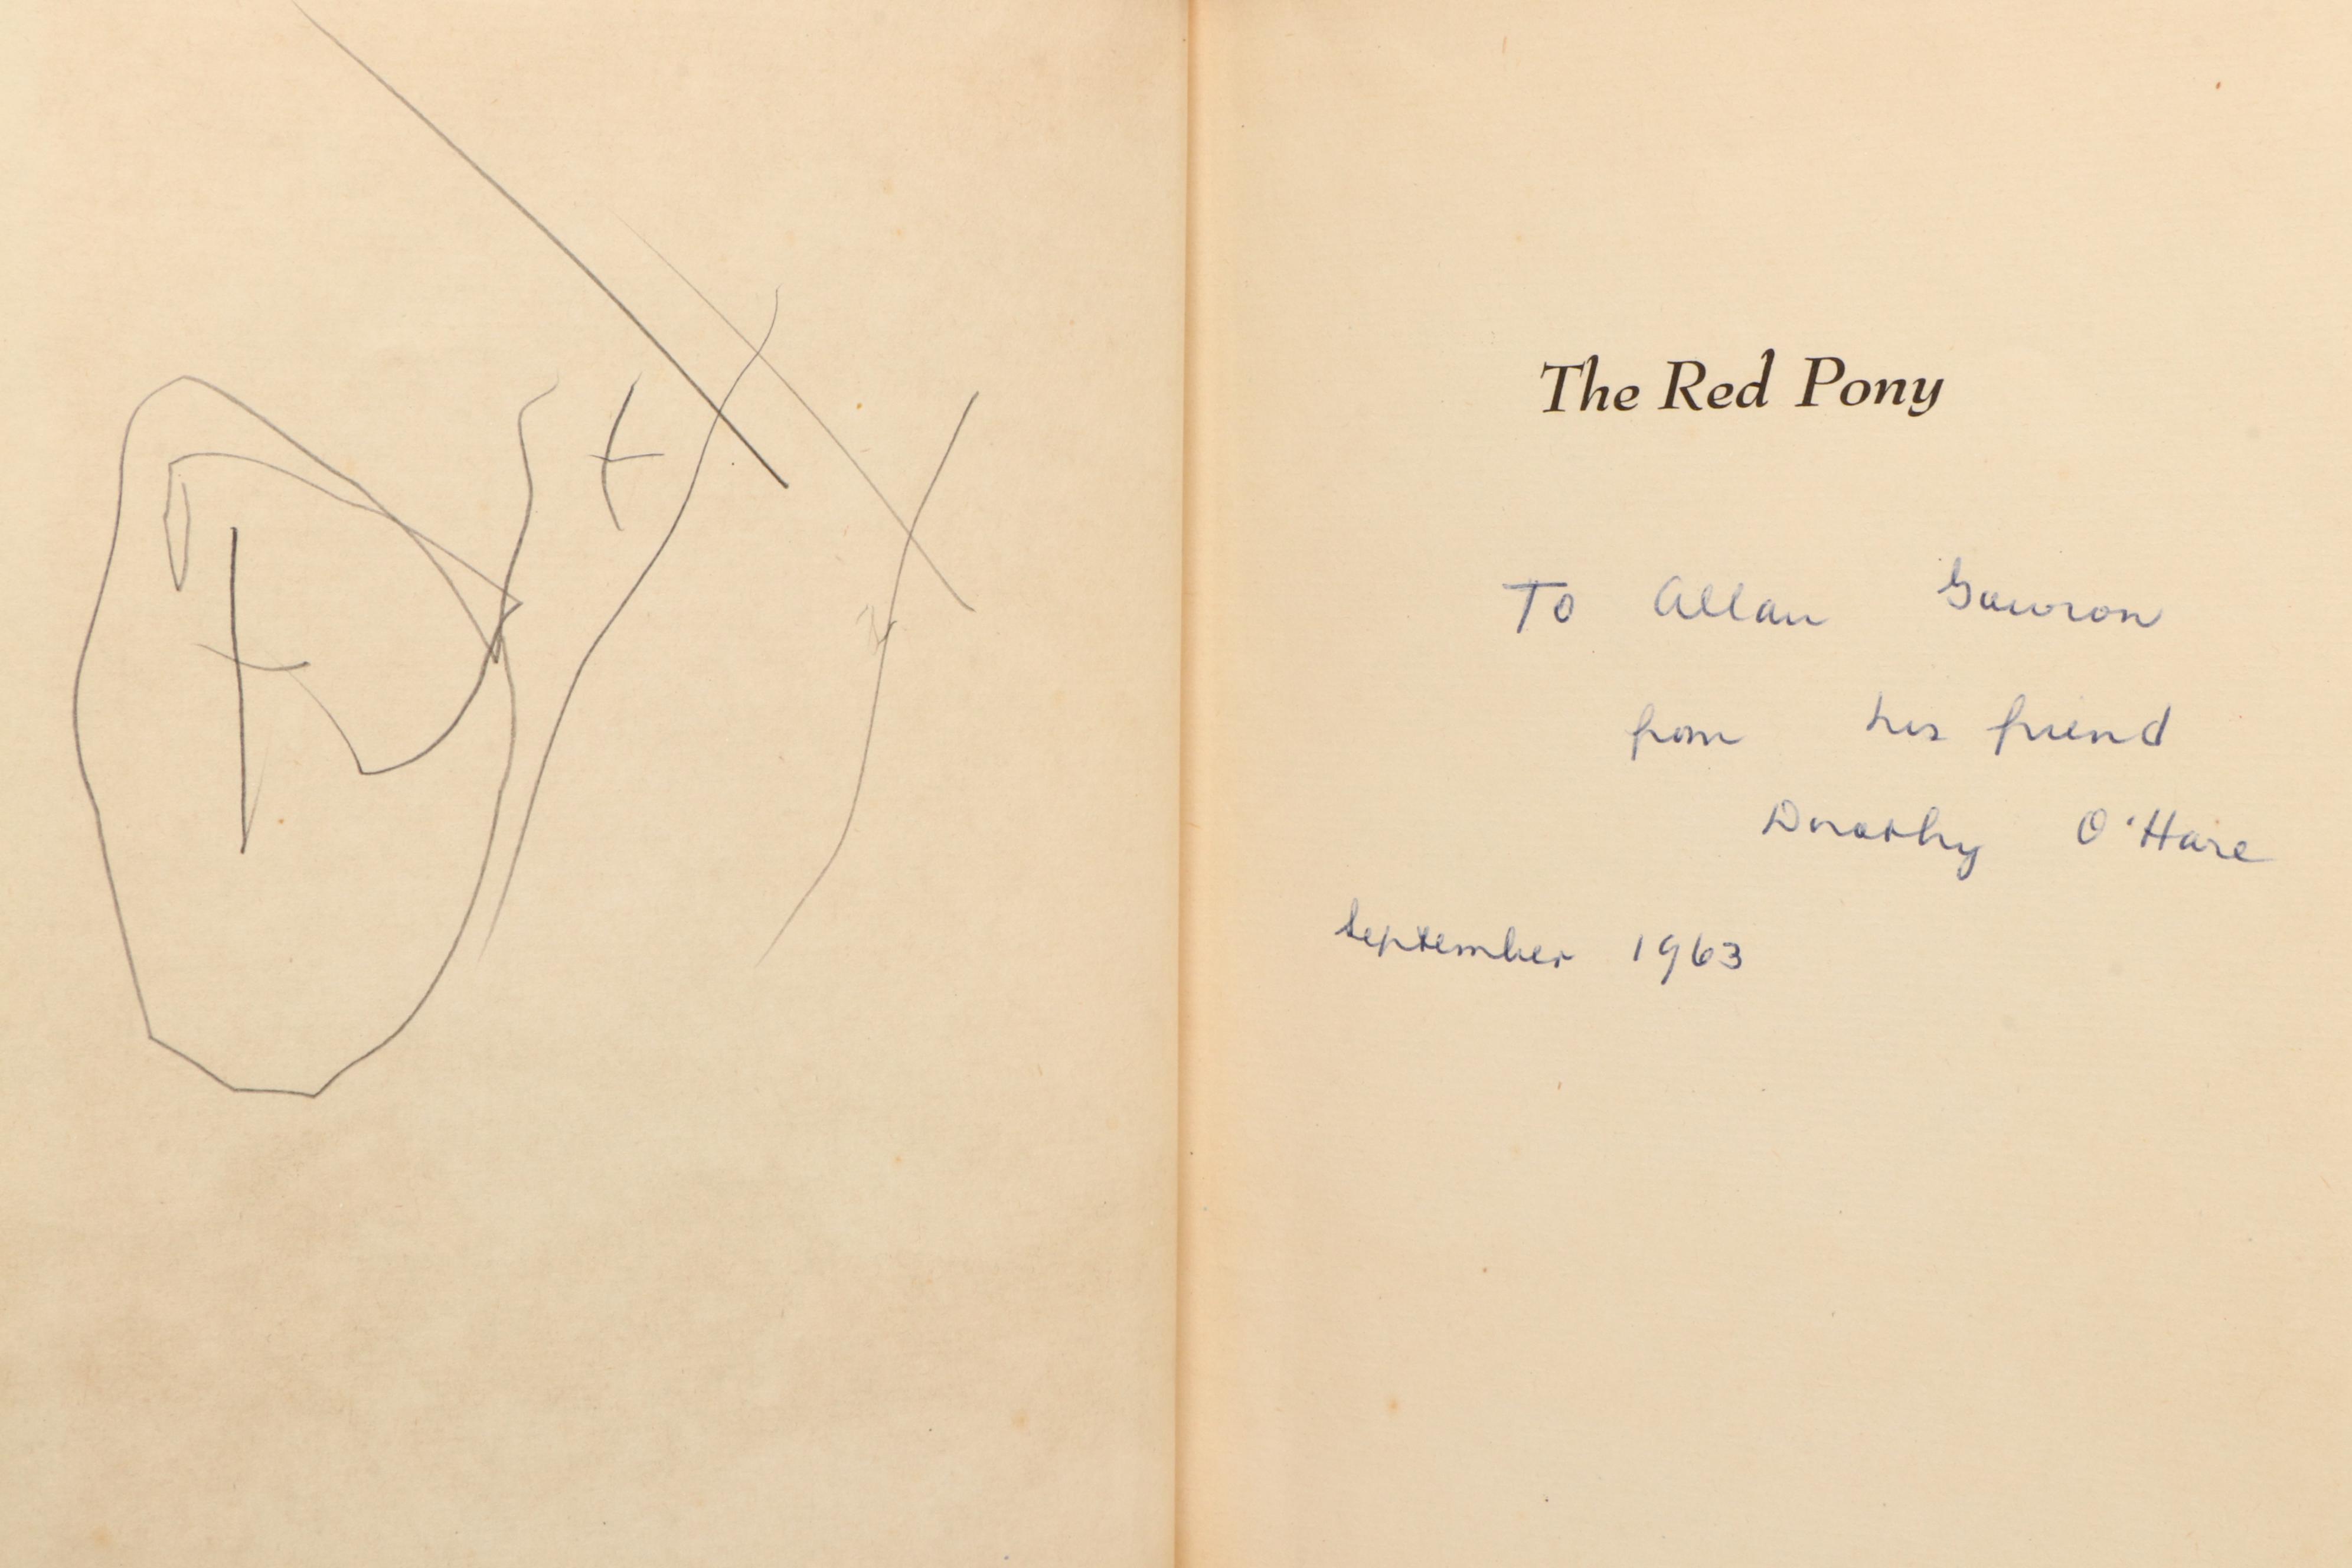 The Red Pony
To Allan Gawron
from his friend
Dorothy O'Hare
September 1963